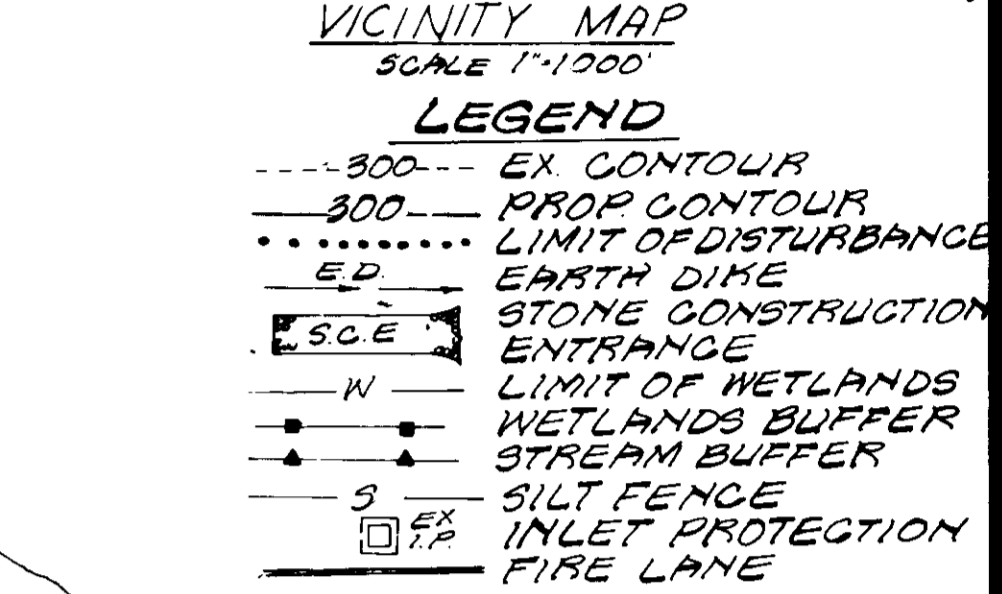 VICINITY MAP
SCALE 1"=1000'
LEGEND
300 EX. CONTOUR
300 PROP. CONTOUR
LIMIT OF DISTURBANCE
E.D. EARTH DIKE
S.C.E STONE CONSTRUCTION
ENTRANCE
W LIMIT OF WETLANDS
WETLANDS BUFFER
STREAM BUFFER
S SILT FENCE
EX
I.P. INLET PROTECTION
FIRE LANE